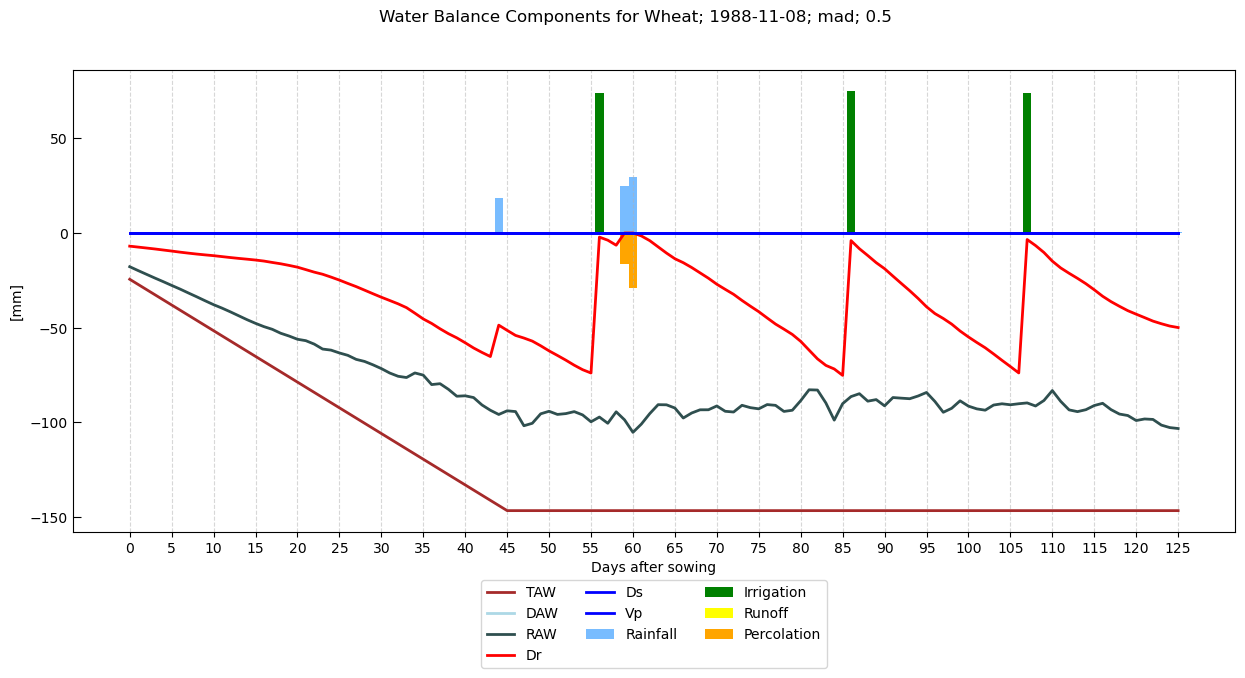 Water Balance Components for Wheat; 1988-11-08; mad; 0.5
[mm]
50
0
−50
−100
−150
0 5 10 15 20 25 30 35 40 45 50 55 60 65 70 75 80 85 90 95 100 105 110 115 120 125
Days after sowing
TAW
DAW
RAW
Dr
Ds
Vp
Rainfall
Irrigation
Runoff
Percolation